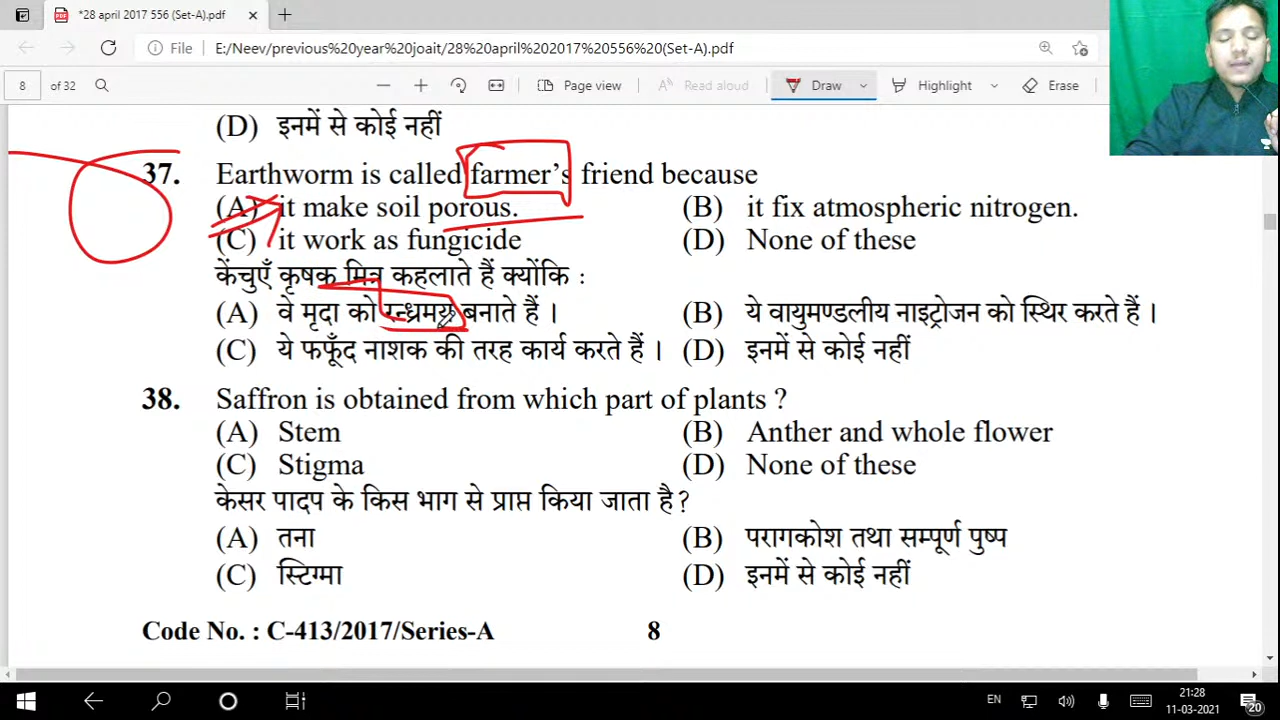 *28 april 2017 556 (Set-A).pdf
File E:/Neev/previous%20year%20joait/28%20april%202017%20556%20(Set-A).pdf
8 of 32 Page view Read aloud Draw Highlight Erase
(D) इनमें से कोई नहीं
37. Earthworm is called farmer's friend because
(A) it make soil porous. (B) it fix atmospheric nitrogen.
(C) it work as fungicide (D) None of these
केंचुएँ कृषक मित्र कहलाते हैं क्योंकि :
(A) वे मृदा को रन्ध्रमय बनाते हैं । (B) ये वायुमण्डलीय नाइट्रोजन को स्थिर करते हैं ।
(C) ये फफूँद नाशक की तरह कार्य करते हैं । (D) इनमें से कोई नहीं
38. Saffron is obtained from which part of plants ?
(A) Stem (B) Anther and whole flower
(C) Stigma (D) None of these
केसर पादप के किस भाग से प्राप्त किया जाता है?
(A) तना (B) परागकोश तथा सम्पूर्ण पुष्प
(C) स्टिग्मा (D) इनमें से कोई नहीं
Code No. : C-413/2017/Series-A 8
EN 21:28
11-03-2021 20